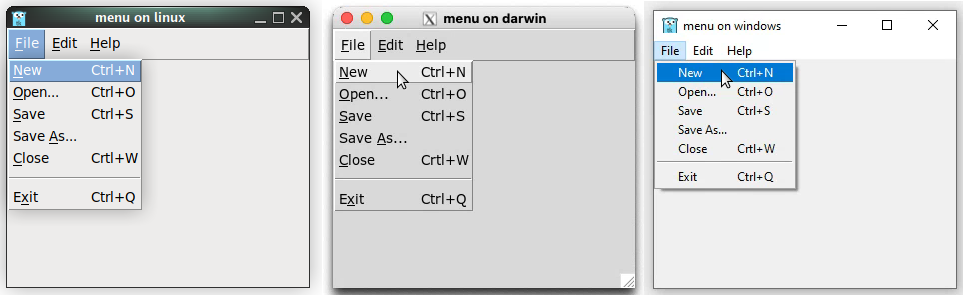 menu on linux
File Edit Help
New Ctrl+N
Open... Ctrl+O
Save Ctrl+S
Save As...
Close Crtl+W
Exit Ctrl+Q
X menu on darwin
File Edit Help
New Ctrl+N
Open... Ctrl+O
Save Ctrl+S
Save As...
Close Crtl+W
Exit Ctrl+Q
menu on windows
File Edit Help
New Ctrl+N
Open... Ctrl+O
Save Ctrl+S
Save As...
Close Crtl+W
Exit Ctrl+Q